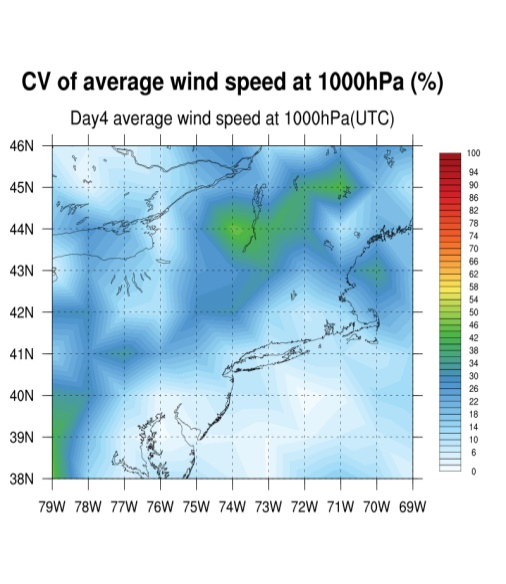 CV of average wind speed at 1000hPa (%)
Day4 average wind speed at 1000hPa(UTC)
46N
45N
44N
43N
42N
41N
40N
39N
38N
79W 78W 77W 76W 75W 74W 73W 72W 71W 70W 69W
100
94
90
86
82
78
74
70
66
62
58
54
50
46
42
38
34
30
26
22
18
14
10
6
0